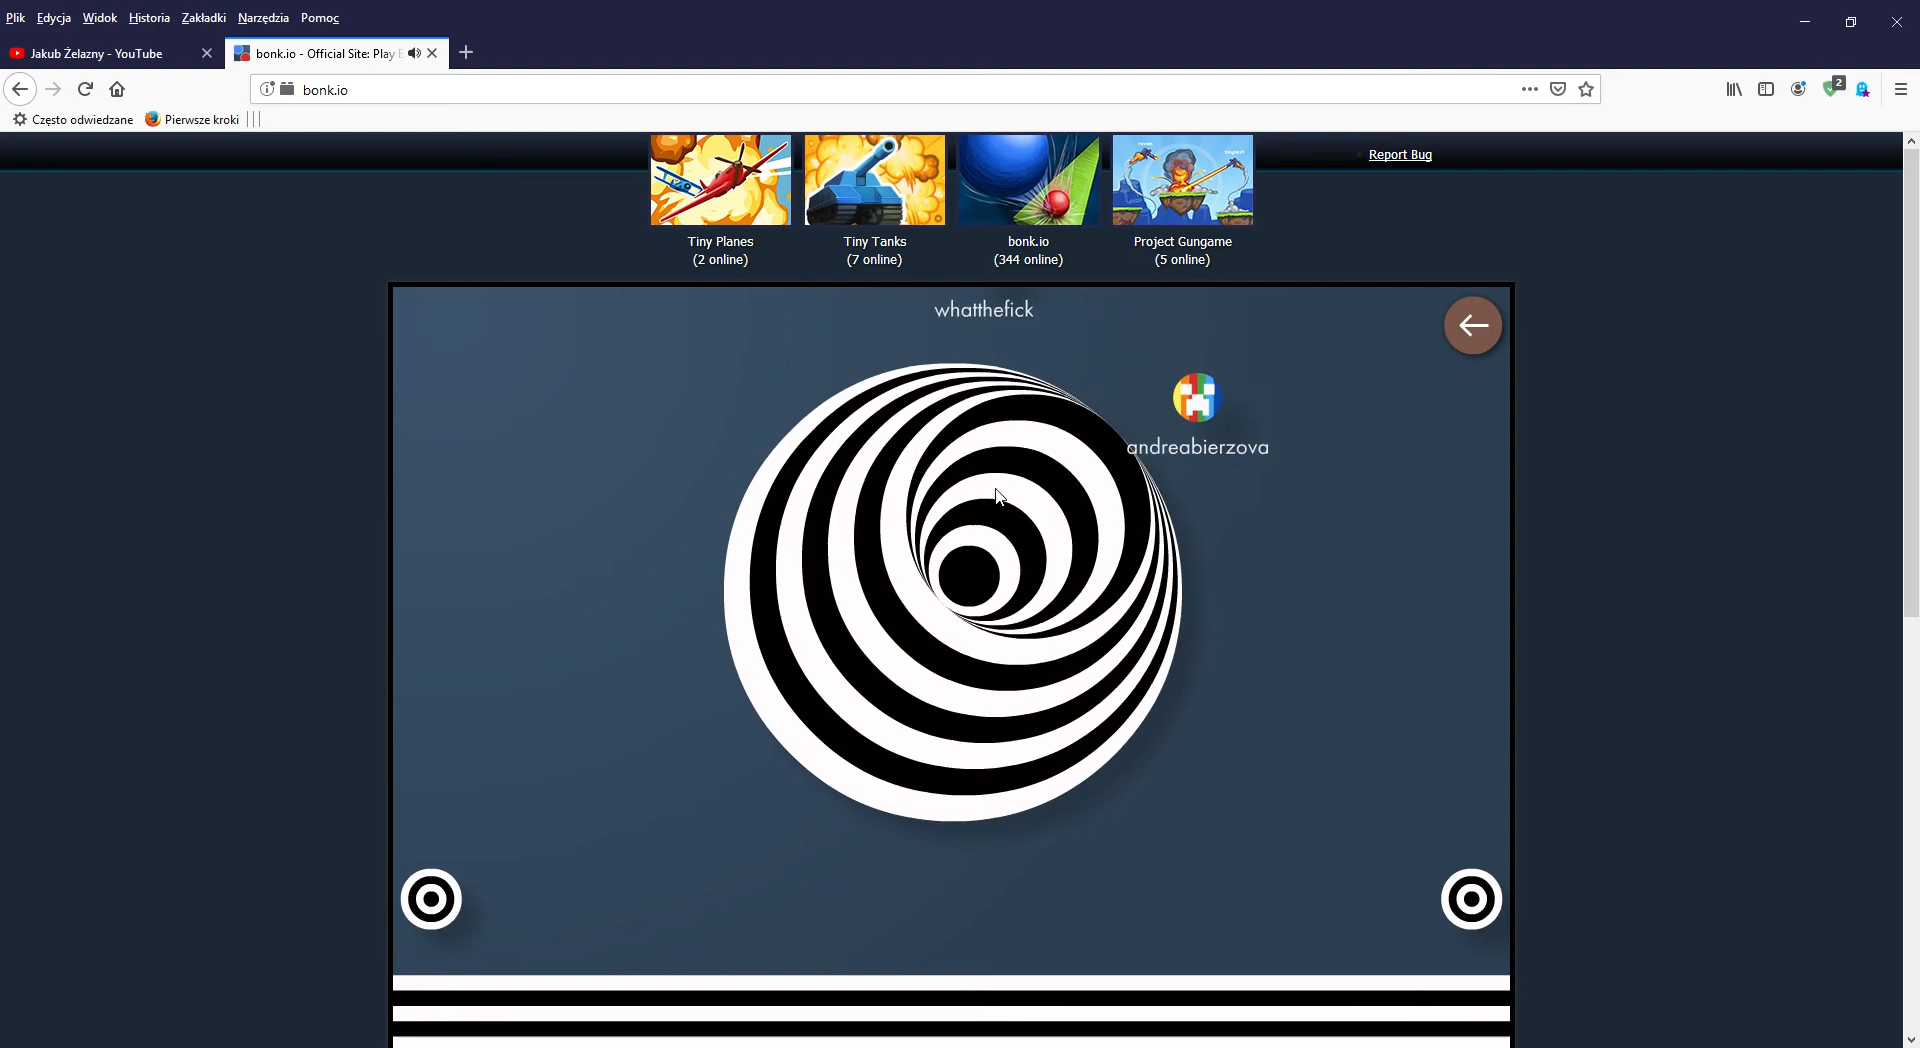 Plik Edycja Widok Historia Zakładki Narzędzia Pomoc
Jakub Żelazny - YouTube
bonk.io - Official Site: Play
bonk.io
2
Często odwiedzane Pierwsze kroki
Report Bug
Tiny Planes Tiny Tanks bonk.io Project Gungame
(2 online) (7 online) (344 online) (5 online)
whatthefick
andreabierzova